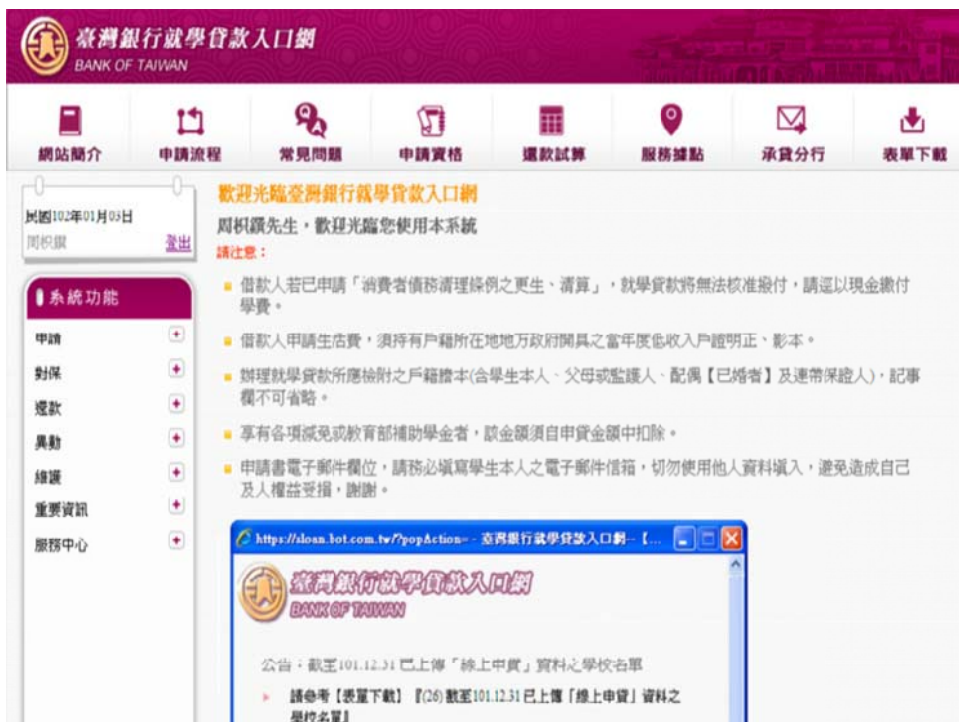 臺灣銀行就學貸款入口網
BANK OF TAIWAN
網站簡介
申請流程
常見問題
申請資格
還款試算
服務據點
承貸分行
表單下載
民國102年01月03日
登出
系統功能
申請
對保
還款
異動
維護
重要資訊
服務中心
歡迎光臨臺灣銀行就學貸款入口網
先生,歡迎光臨您使用本系統
請注意:
借款人若已申請「消費者債務清理條例之更生、清算」,就學貸款將無法核准撥付,請逕以現金繳付
學費。
借款人申請生活費,須持有戶籍所在地地方政府開具之當年度低收入戶證明正、影本。
辦理就學貸款所應檢附之戶籍謄本(含學生本人、父母或監護人、配偶【已婚者】及連帶保證人),記事
欄不可省略。
享有各項減免或教育部補助學金者,該金額須自申貸金額中扣除。
申請書電子郵件欄位,請務必填寫學生本人之電子郵件信箱,切勿使用他人資料填入,避免造成自己
及人權益受損,謝謝。
https://sloan.bot.com.tw/?popAction= - 臺灣銀行就學貸款入口網--【...
臺灣銀行就學貸款入口網
BANK OF TAIWAN
公告:截至101.12.31已上傳「線上申貸」資料之學校名單
請參考【表單下載】『(26)截至101.12.31已上傳「線上申貸」資料之
學校名單』